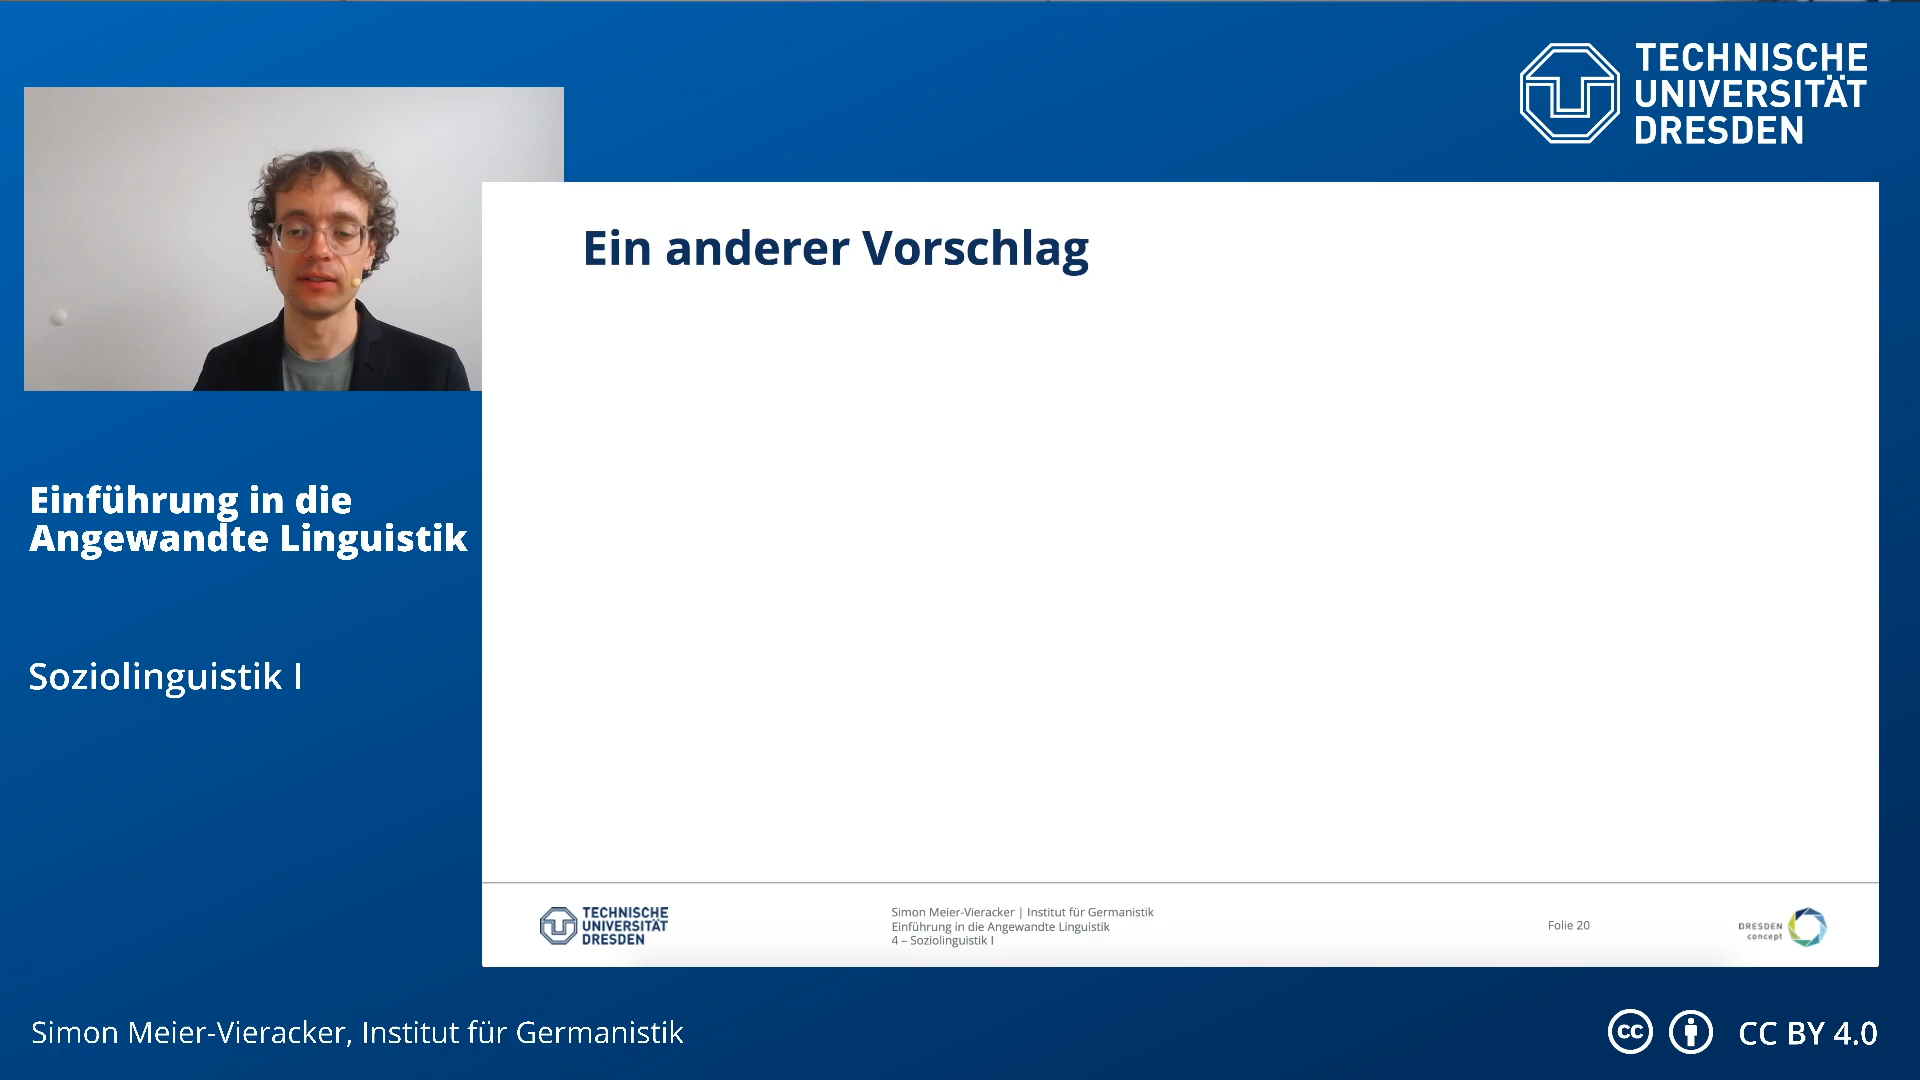 TECHNISCHE
UNIVERSITÄT
DRESDEN
Ein anderer Vorschlag
Einführung in die
Angewandte Linguistik
Soziolinguistik I
TECHNISCHE
UNIVERSITÄT
DRESDEN
Simon Meier-Vieracker | Institut für Germanistik
Einführung in die Angewandte Linguistik
4 – Soziolinguistik I
Folie 20
DRESDEN
concept
Simon Meier-Vieracker, Institut für Germanistik
cc
CC BY 4.0